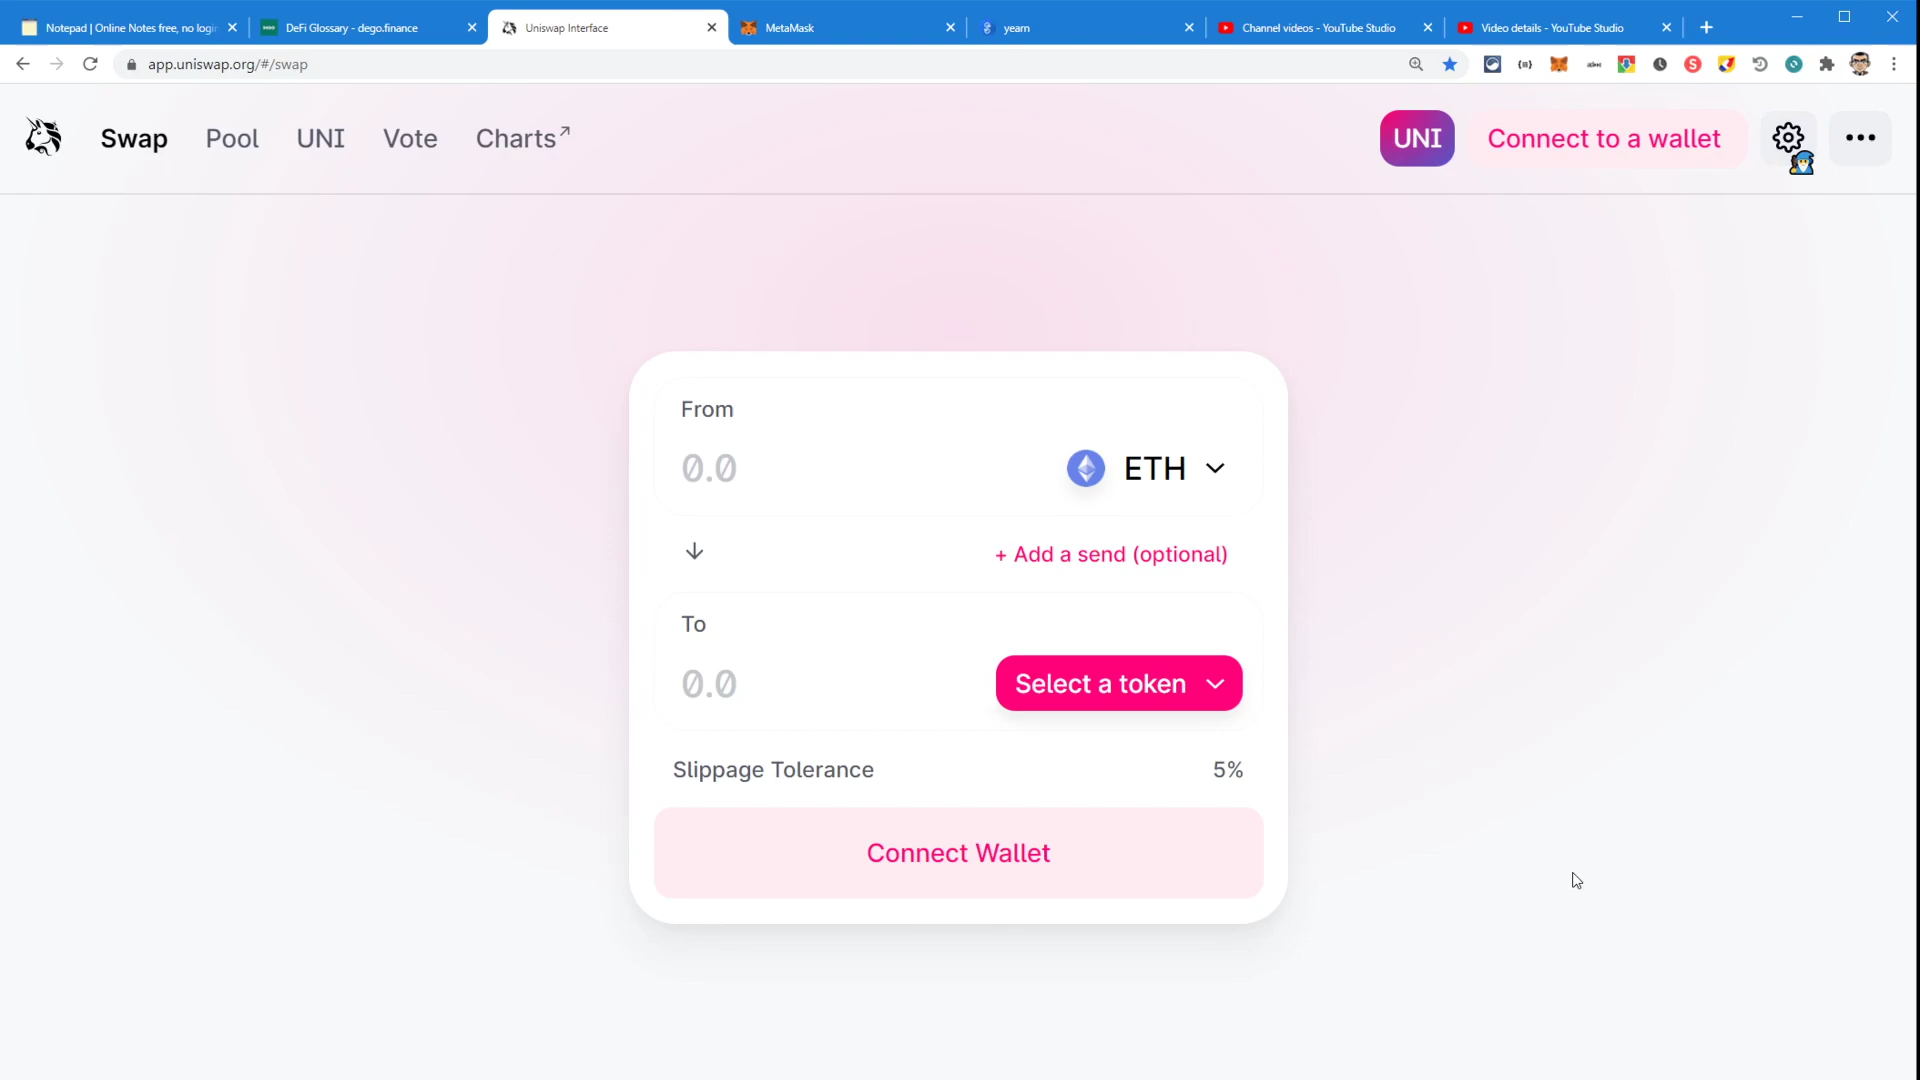 Notepad | Online Notes free, no login
DeFi Glossary - dego.finance
Uniswap Interface
MetaMask
yearn
Channel videos - YouTube Studio
Video details - YouTube Studio
app.uniswap.org/#/swap
Swap
Pool
UNI
Vote
Charts↗
UNI
Connect to a wallet
From
0.0
ETH
+ Add a send (optional)
To
0.0
Select a token
Slippage Tolerance
5%
Connect Wallet